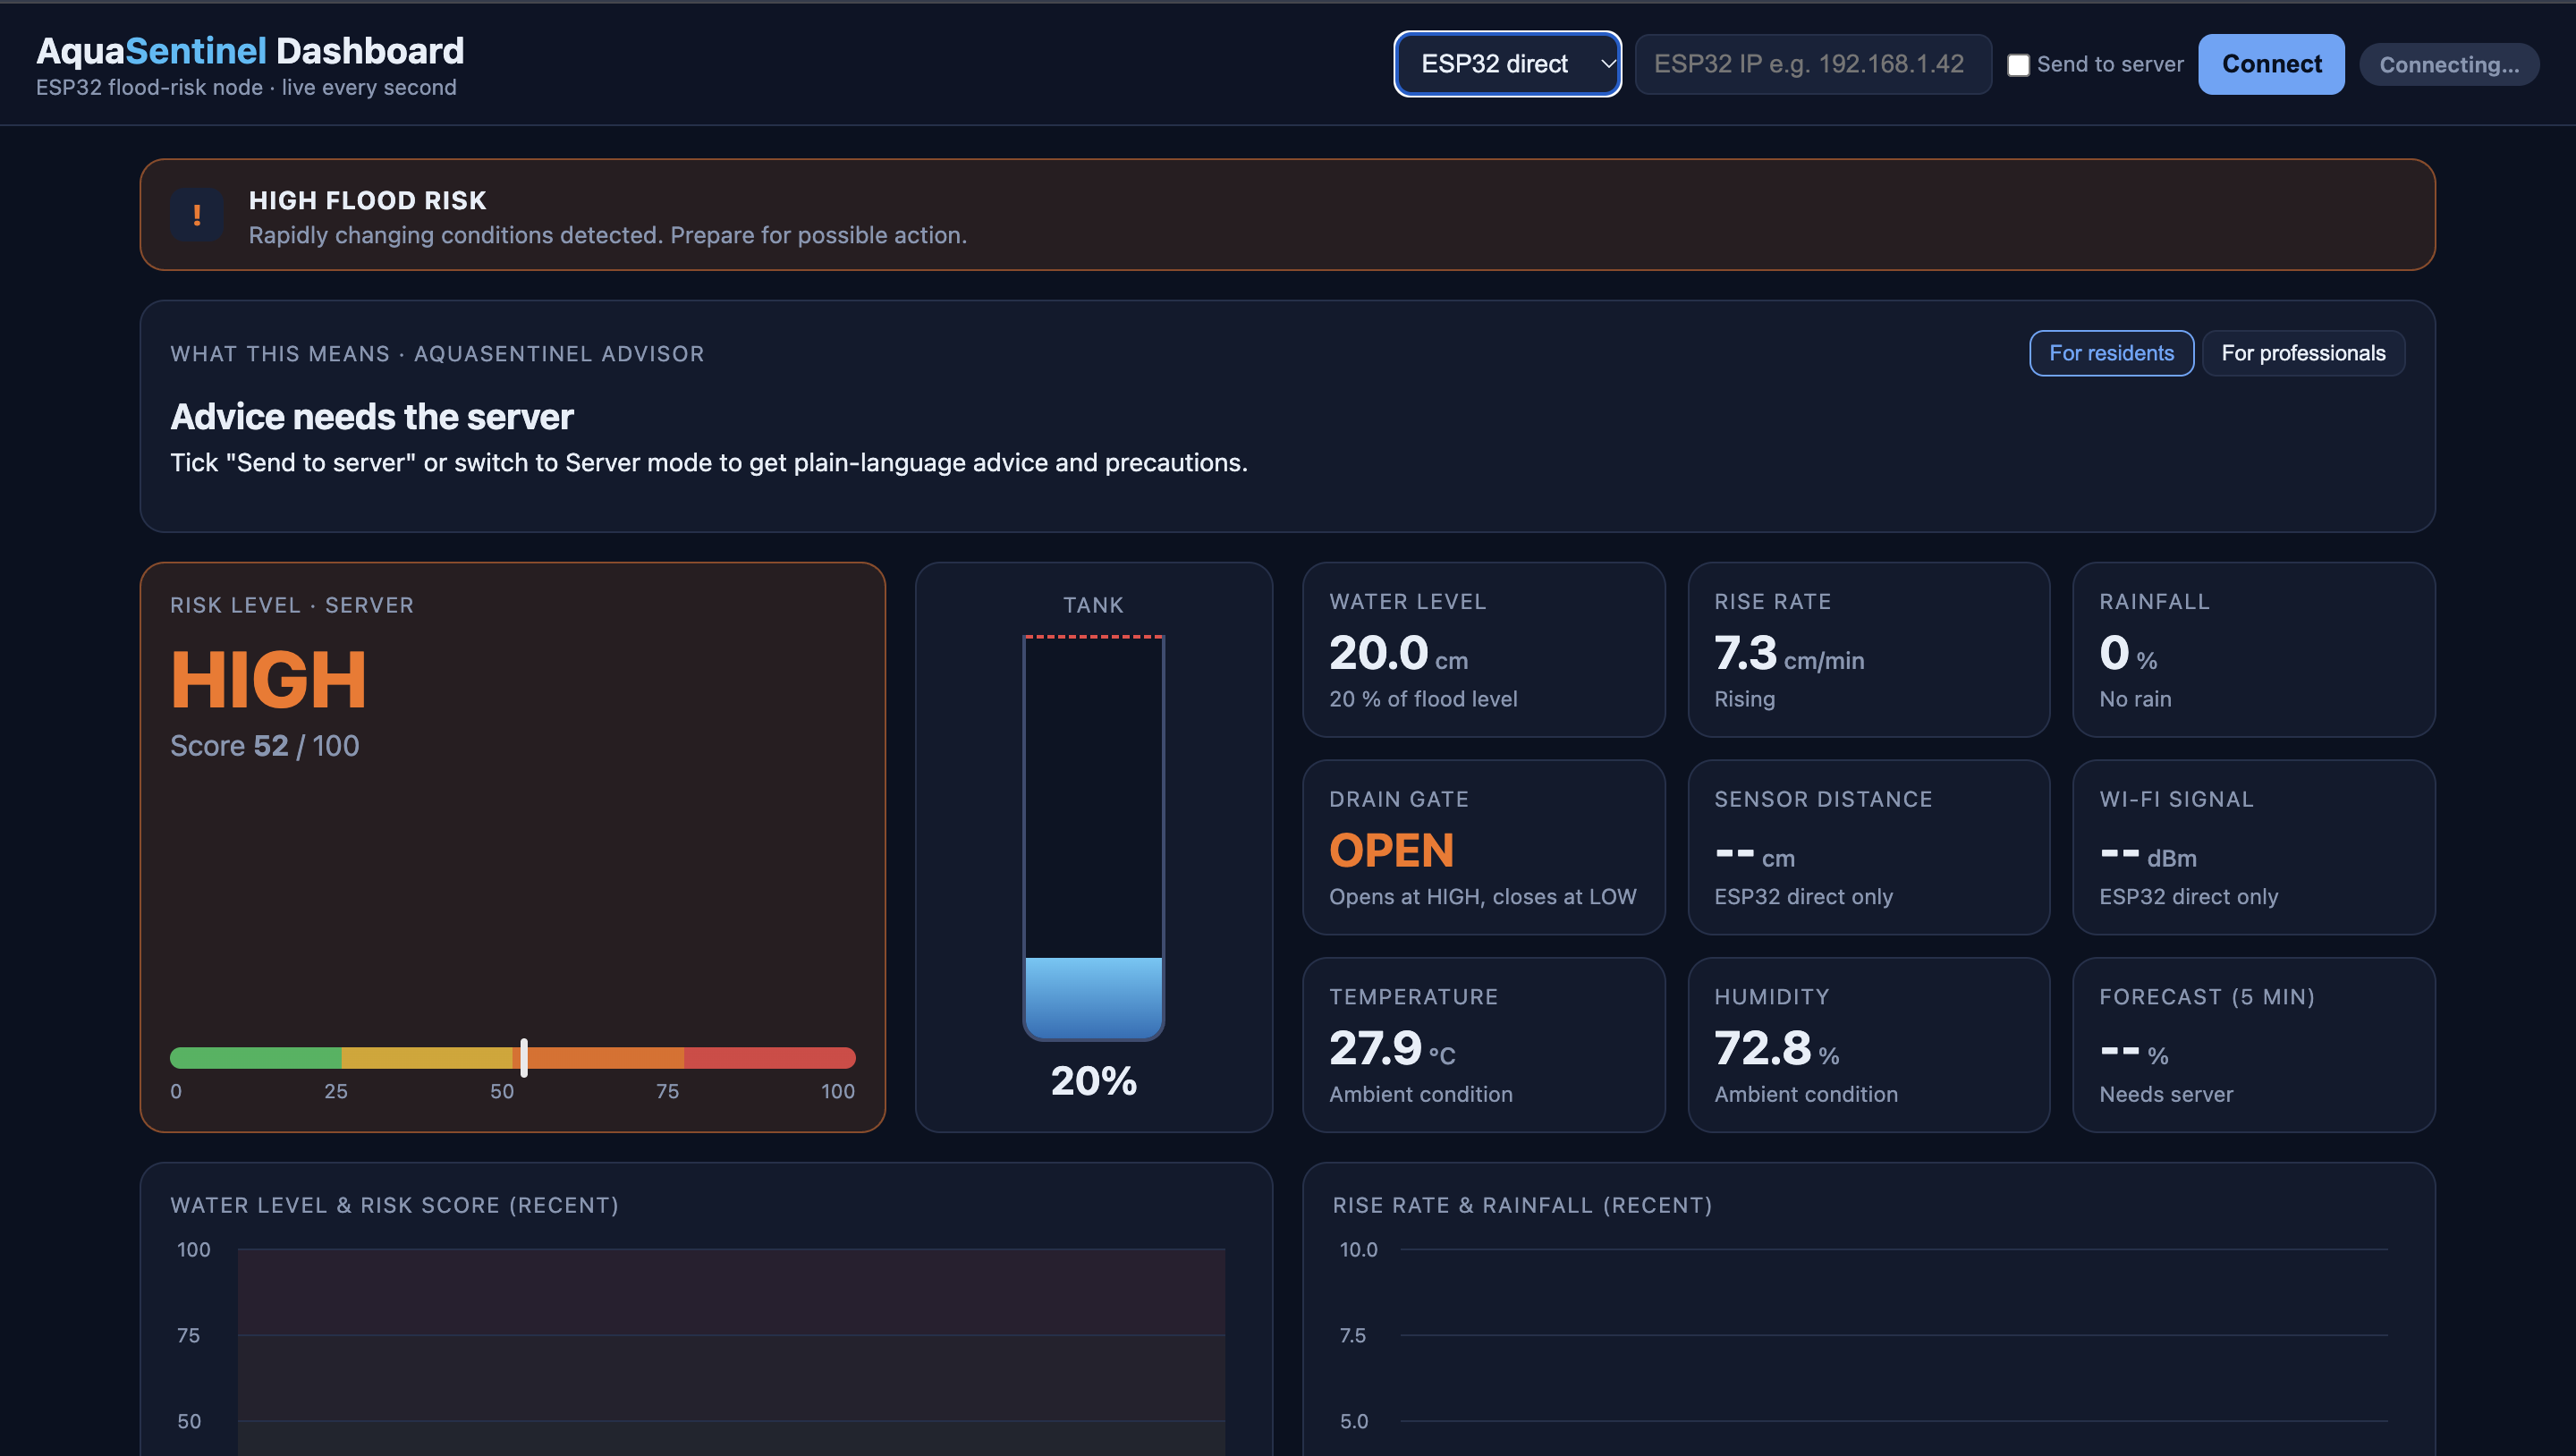 AquaSentinel Dashboard
ESP32 flood-risk node · live every second
ESP32 direct
ESP32 IP e.g. 192.168.1.42
Send to server
Connect
Connecting...
!
HIGH FLOOD RISK
Rapidly changing conditions detected. Prepare for possible action.
WHAT THIS MEANS · AQUASENTINEL ADVISOR
For residents
For professionals
Advice needs the server
Tick "Send to server" or switch to Server mode to get plain-language advice and precautions.
RISK LEVEL · SERVER
HIGH
Score 52 / 100
0 25 50 75 100
TANK
20%
WATER LEVEL
20.0 cm
20 % of flood level
RISE RATE
7.3 cm/min
Rising
RAINFALL
0 %
No rain
DRAIN GATE
OPEN
Opens at HIGH, closes at LOW
SENSOR DISTANCE
-- cm
ESP32 direct only
WI-FI SIGNAL
-- dBm
ESP32 direct only
TEMPERATURE
27.9 °C
Ambient condition
HUMIDITY
72.8 %
Ambient condition
FORECAST (5 MIN)
-- %
Needs server
WATER LEVEL & RISK SCORE (RECENT)
100
75
50
RISE RATE & RAINFALL (RECENT)
10.0
7.5
5.0